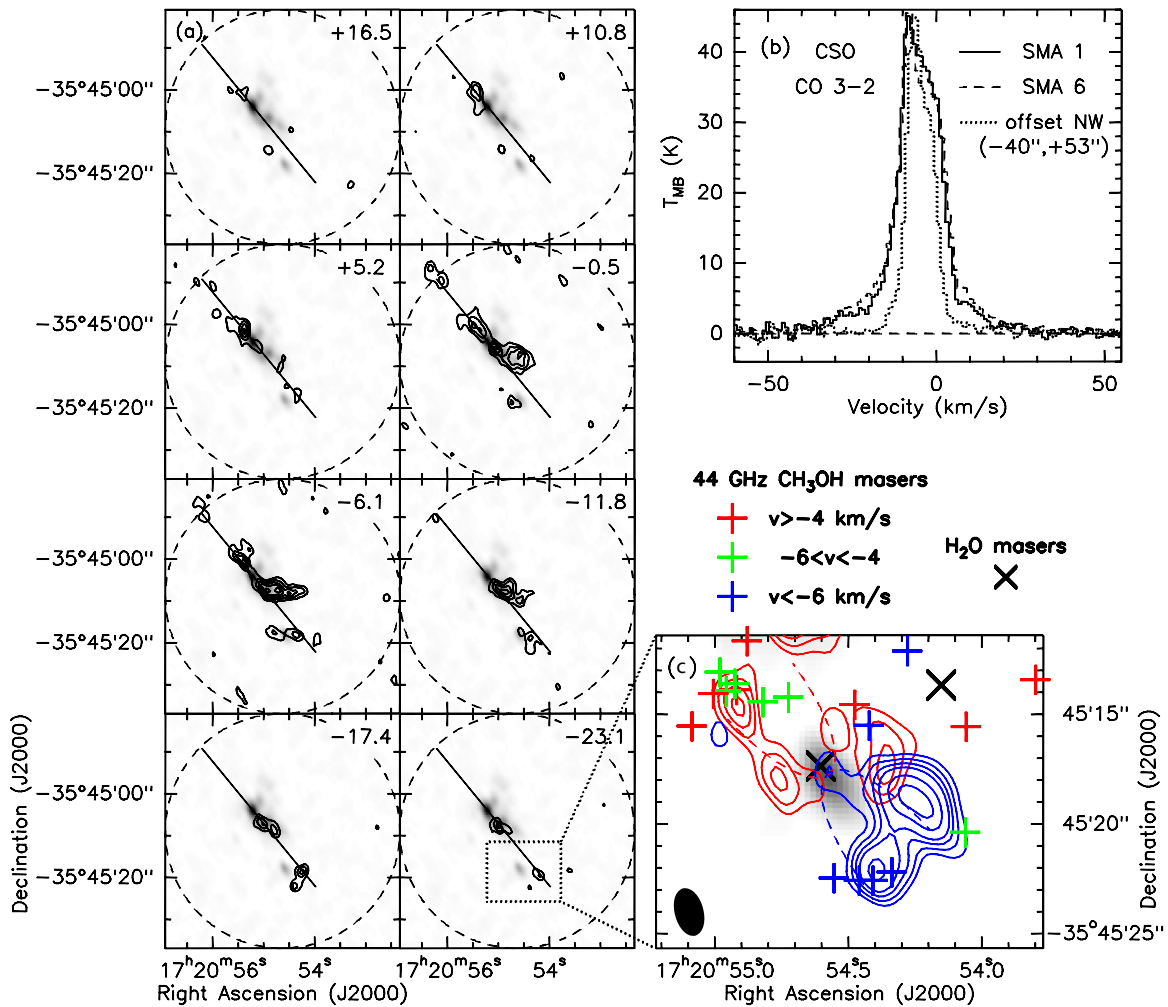 (a)
+16.5
+10.8
−35°45'00"
−35°45'20"
+5.2
−0.5
−35°45'00"
−35°45'20"
−6.1
−11.8
−35°45'00"
−35°45'20"
−17.4
−23.1
−35°45'00"
−35°45'20"
Declination (J2000)
17ʰ20ᵐ56ˢ
54ˢ
17ʰ20ᵐ56ˢ
54ˢ
Right Ascension (J2000)
(b)
CSO
CO 3−2
SMA 1
SMA 6
offset NW
(−40",+53")
40
30
20
10
0
T_MB (K)
−50
0
50
Velocity (km/s)
44 GHz CH₃OH masers
v>−4 km/s
−6<v<−4
v<−6 km/s
H₂O masers
(c)
45'15"
45'20"
−35°45'25"
Declination (J2000)
17ʰ20ᵐ55ˢ.0
54ˢ.5
54ˢ.0
Right Ascension (J2000)